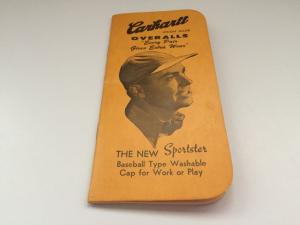 Carhartt
OVERALLS
"Every Pair
Gives Extra Wear"
THE NEW Sportster
Baseball Type Washable
Cap for Work or Play